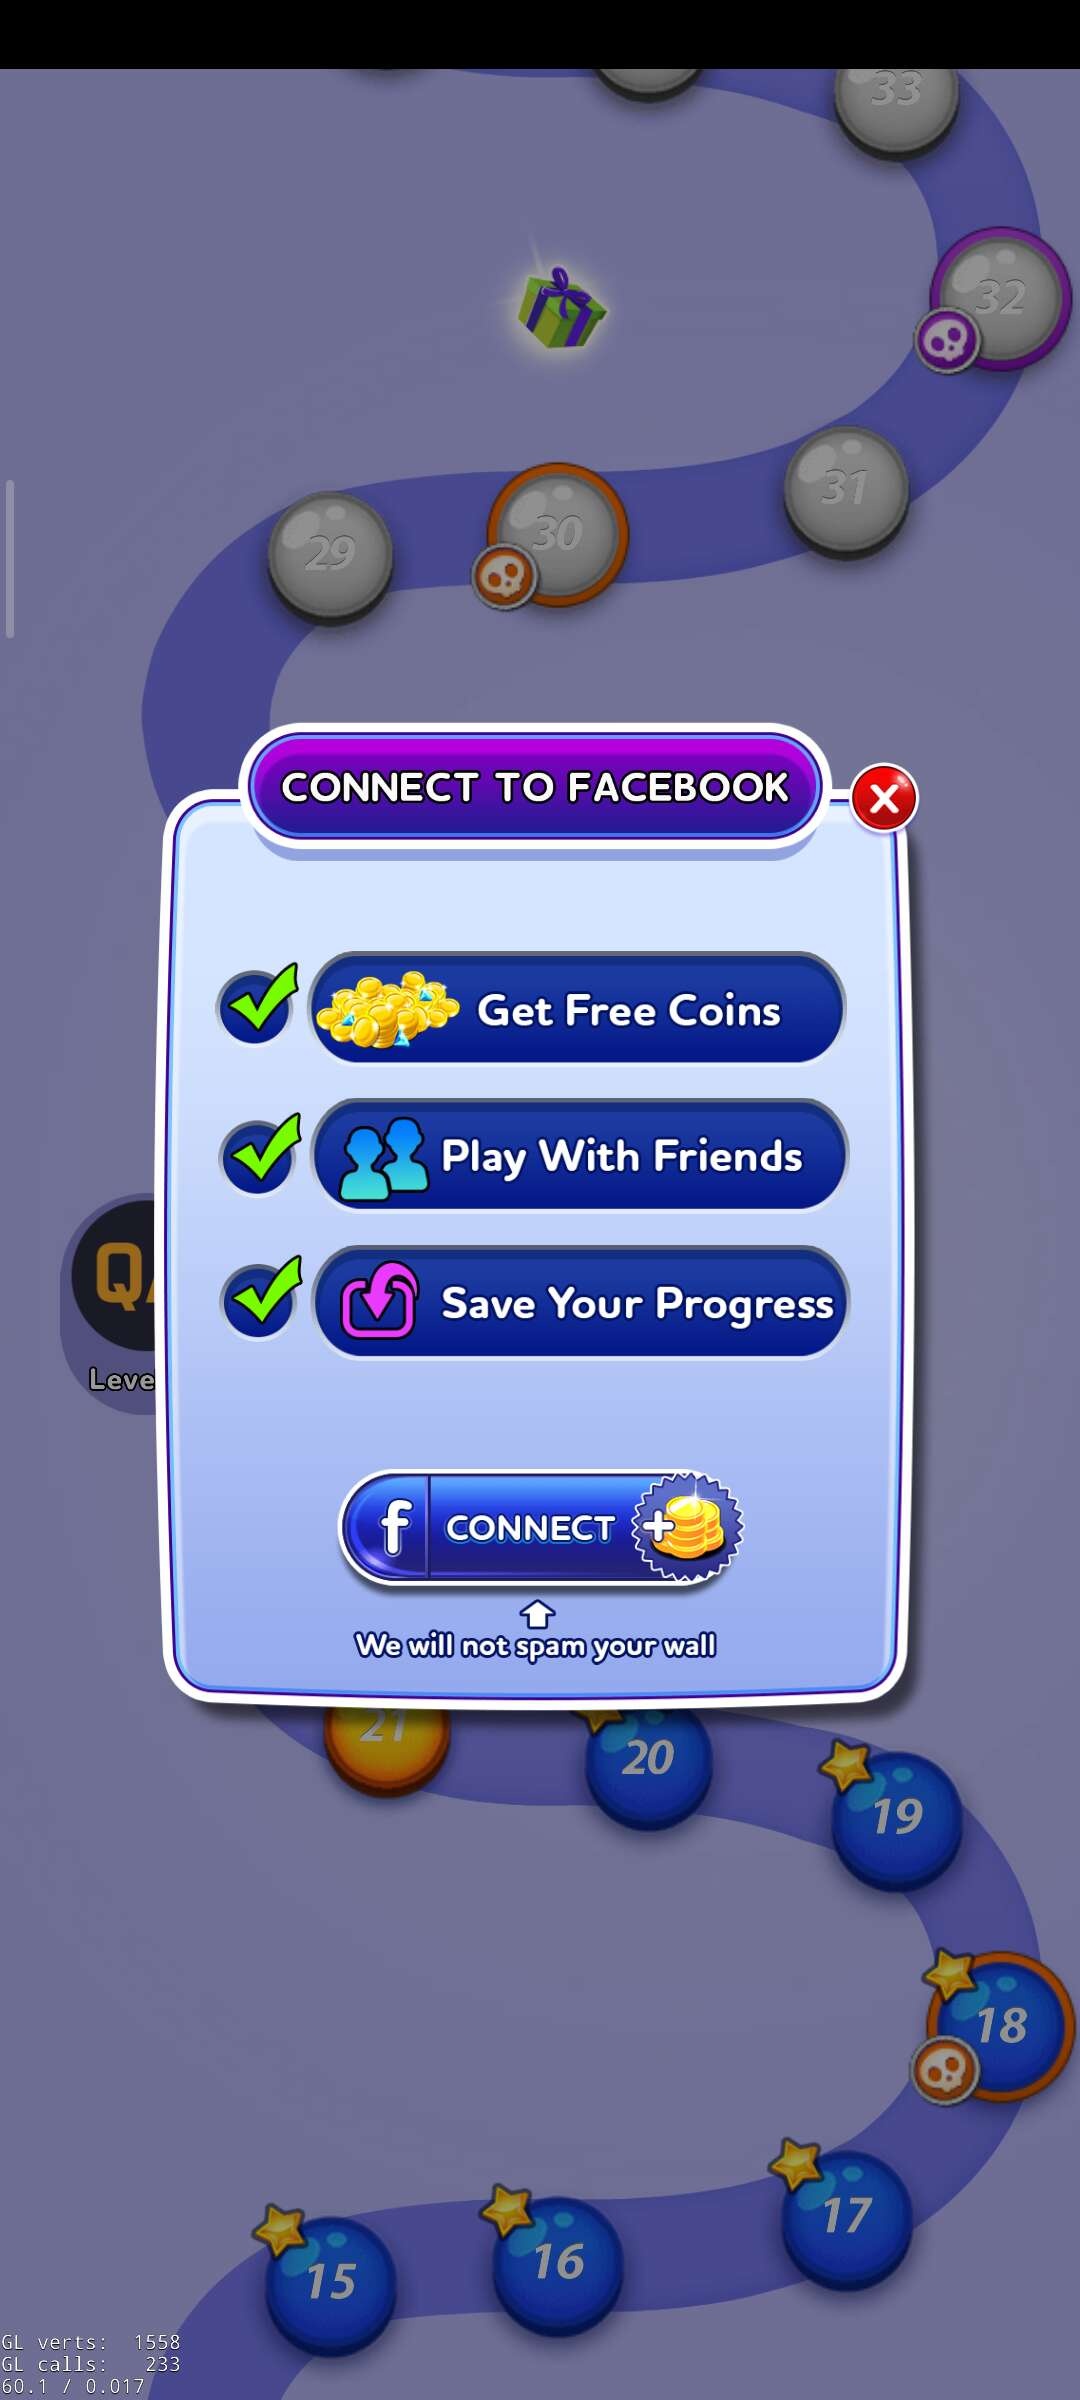 33
32
31
30
29
CONNECT TO FACEBOOK
Get Free Coins
Play With Friends
Save Your Progress
f CONNECT +
We will not spam your wall
21
20
19
18
17
16
15
GL verts: 1558
GL calls: 233
60.1 / 0.017